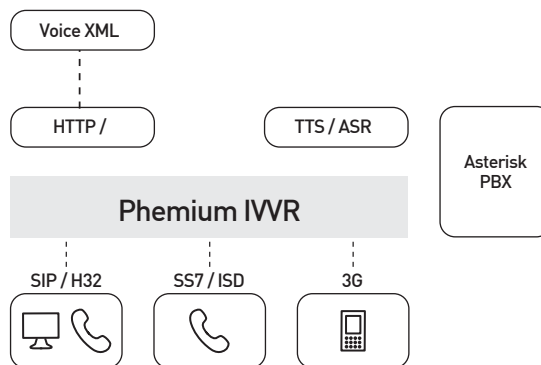 Voice XML
HTTP /
TTS / ASR
Asterisk
PBX
Phemium IVVR
SIP / H32
SS7 / ISD
3G